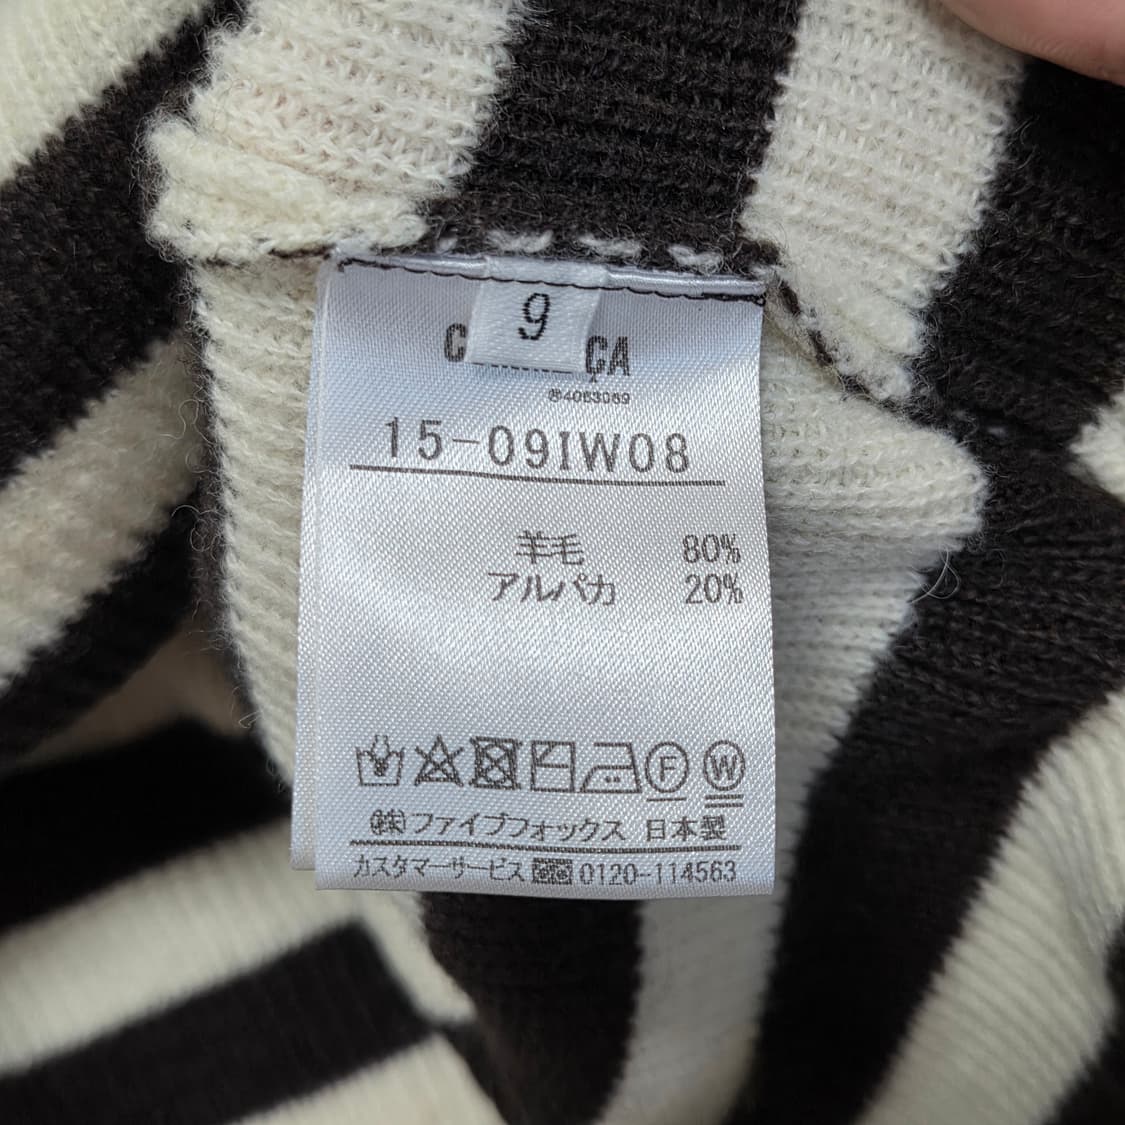 9
ÇA
®4063069
15-09IW08
羊毛 80%
アルパカ 20%
F W
㈱ファイブフォックス 日本製
カスタマーサービス 0120-114563